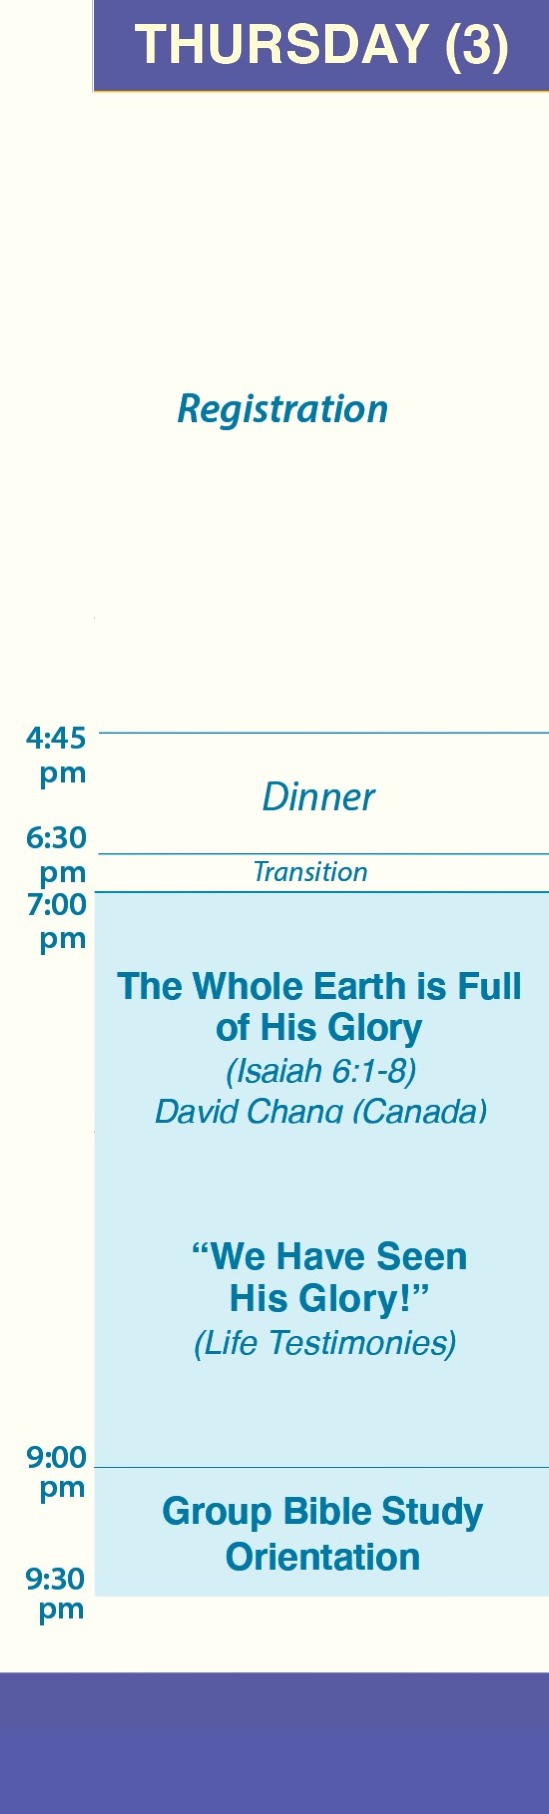 THURSDAY (3)
Registration
4:45
pm
Dinner
6:30
pm
Transition
7:00
pm
The Whole Earth is Full
of His Glory
(Isaiah 6:1-8)
David Chang (Canada)
“We Have Seen
His Glory!”
(Life Testimonies)
9:00
pm
Group Bible Study
Orientation
9:30
pm